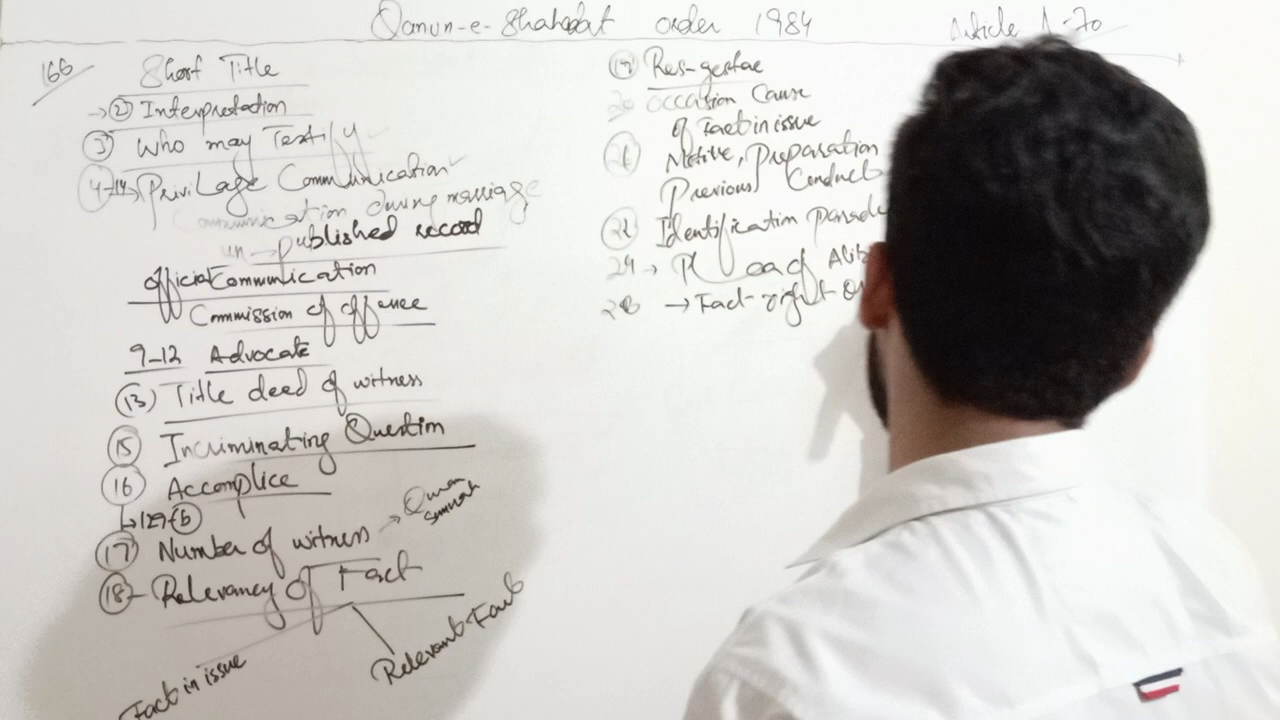 Qanun-e-Shahadat order 1984 Article 1-70
166
Short Title
→② Interpretation
③ Who may Testify
4-14→ Privilage Communication
Communication during marriage
un→published record
official Communication
Commission of offence
9-12 Advocate
⑬ Title deed of witness
⑮ Incriminating Question
⑯ Accomplice
↳129(b)
⑰ Number of witness → Quran sunnah
⑱- Relevancy of Fact
Fact in issue
Relevant Fact
⑲ Res-gestae
20 occasion Cause
of Fact in issue
㉑ Motive, Preparation
Previous Conduct
㉒ Identification parade
24 → Plea of Alib
→ Fact-right